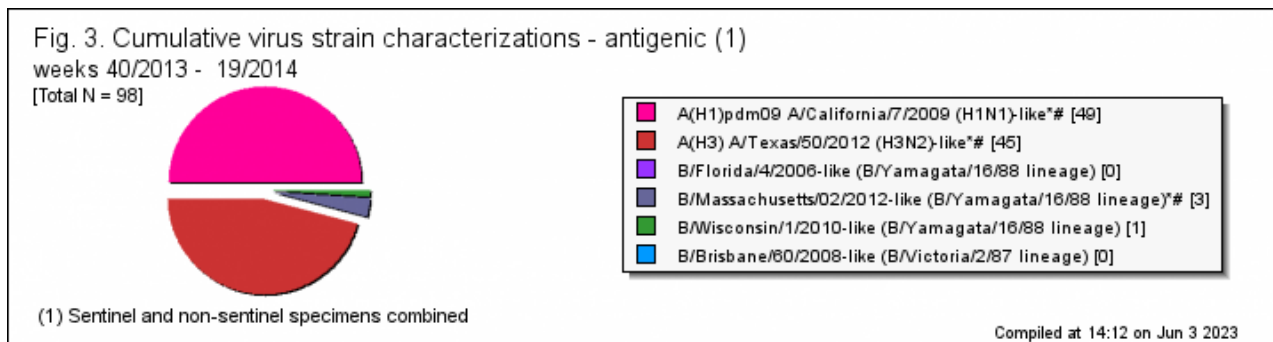 Fig. 3. Cumulative virus strain characterizations - antigenic (1)
weeks 40/2013 - 19/2014
[Total N = 98]
A(H1)pdm09 A/California/7/2009 (H1N1)-like*# [49]
A(H3) A/Texas/50/2012 (H3N2)-like*# [45]
B/Florida/4/2006-like (B/Yamagata/16/88 lineage) [0]
B/Massachusetts/02/2012-like (B/Yamagata/16/88 lineage)*# [3]
B/Wisconsin/1/2010-like (B/Yamagata/16/88 lineage) [1]
B/Brisbane/60/2008-like (B/Victoria/2/87 lineage) [0]
(1) Sentinel and non-sentinel specimens combined
Compiled at 14:12 on Jun 3 2023